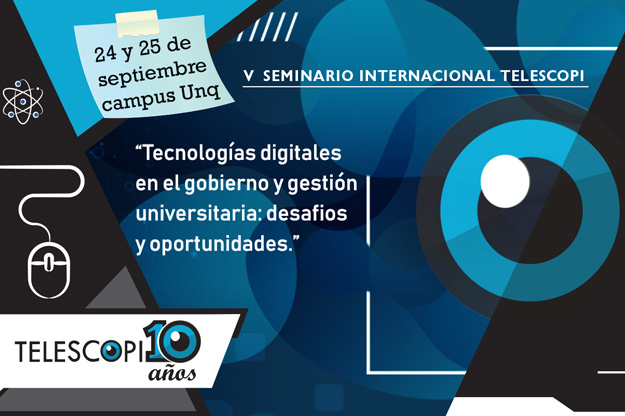 24 y 25 de
septiembre
campus Unq
V SEMINARIO INTERNACIONAL TELESCOPI
“Tecnologías digitales
en el gobierno y gestión
universitaria: desafios
y oportunidades.”
TELESCOPI 10
años